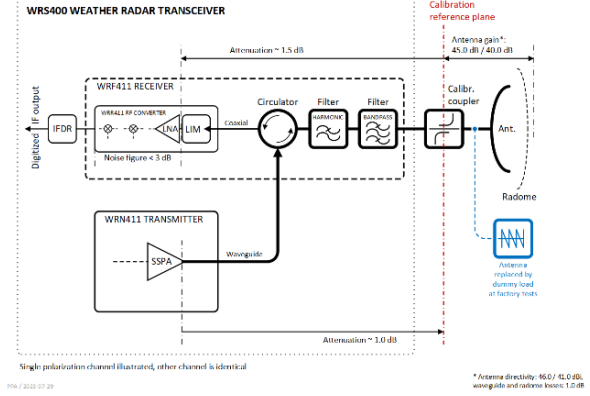 WRS400 WEATHER RADAR TRANSCEIVER
Calibration
reference plane
Antenna gain*:
45.0 dB / 40.0 dB
Attenuation ~ 1.5 dB
WRF411 RECEIVER
WRR411 RF CONVERTER
LNA
LIM
Coaxial
Noise figure < 3 dB
IFDR
Digitized IF output
Circulator
Filter
HARMONIC
Filter
BANDPASS
Calibr.
coupler
Ant.
Radome
WRN411 TRANSMITTER
SSPA
Waveguide
Antenna
replaced by
dummy load
at factory tests
Attenuation ~ 1.0 dB
Single polarization channel illustrated, other channel is identical
* Antenna directivity: 46.0 / 41.0 dBi,
waveguide and radome losses: 1.0 dB